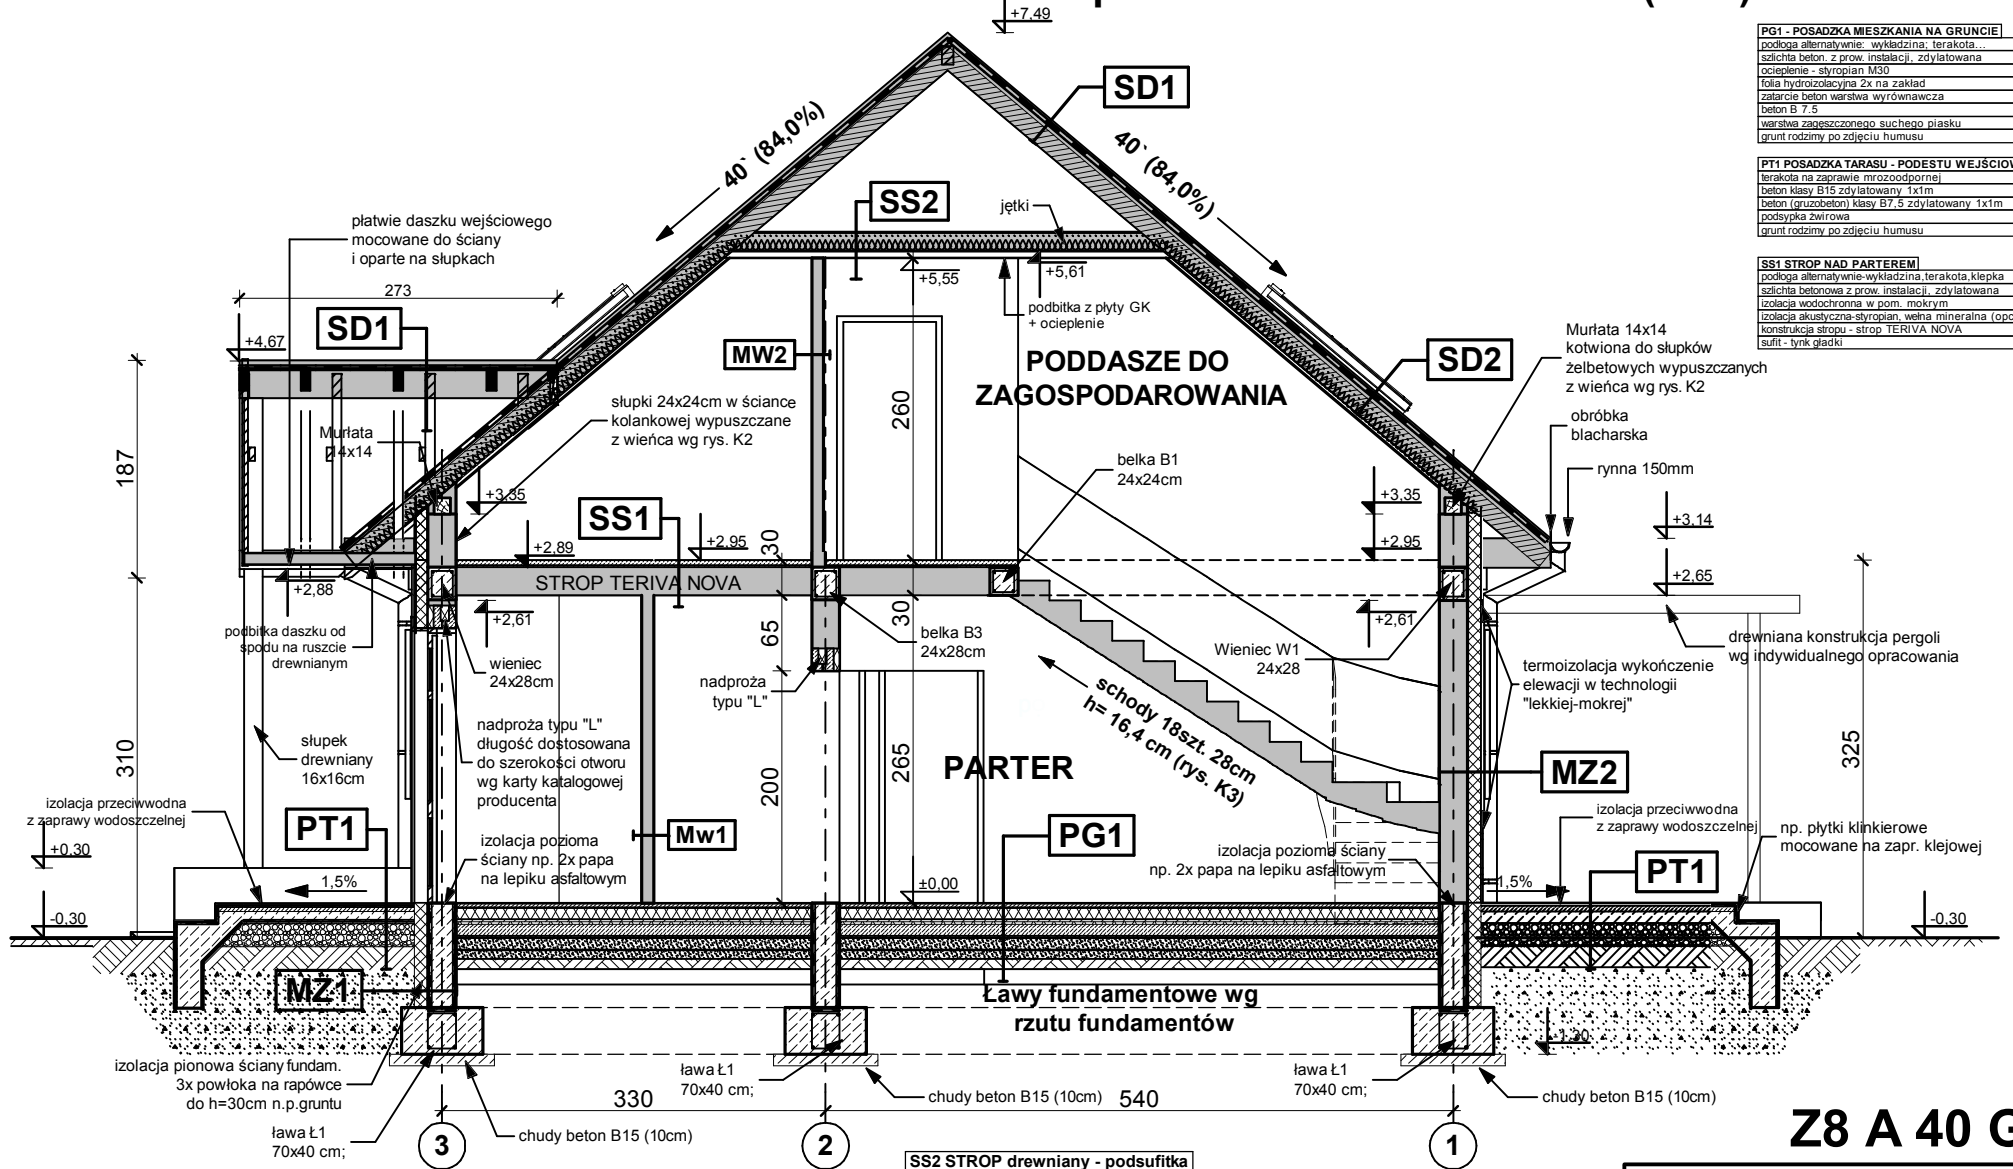 +7,49
PG1 - POSADZKA MIESZKANIA NA GRUNCIE
podłoga alternatywnie: wykładzina; terakota...
szlichta beton. z prow. instalacji, zdylatowana
ocieplenie - styropian M30
folia hydroizolacyjna 2x na zakład
zatarcie beton warstwa wyrównawcza
beton B 7.5
warstwa zagęszczonego suchego piasku
grunt rodzimy po zdjęciu humusu
PT1 POSADZKA TARASU - PODESTU WEJŚCIOW
terakota na zaprawie mrozoodpornej
beton klasy B15 zdylatowany 1x1m
beton (gruzobeton) klasy B7,5 zdylatowany 1x1m
podsypka żwirowa
grunt rodzimy po zdjęciu humusu
SS1 STROP NAD PARTEREM
podłoga alternatywnie-wykładzina,terakota,klepka
szlichta betonowa z prow. instalacji, zdylatowana
izolacja wodochronna w pom. mokrym
izolacja akustyczna-styropian, wełna mineralna (opc
konstrukcja stropu - strop TERIVA NOVA
sufit - tynk gładki
SD1
40` (84,0%)
40` (84,0%)
SS2
jętki
płatwie daszku wejściowego
mocowane do ściany
i oparte na słupkach
273
+5,55
+5,61
podbitka z płyty GK
+ ocieplenie
SD1
+4,67
MW2
PODDASZE DO
ZAGOSPODAROWANIA
SD2
Murłata 14x14
kotwiona do słupków
żelbetowych wypuszczanych
z wieńca wg rys. K2
słupki 24x24cm w ściance
kolankowej wypuszczane
z wieńca wg rys. K2
260
obróbka
blacharska
rynna 150mm
Murłata
14x14
187
belka B1
24x24cm
+3,35
+3,35
SS1
+3,14
+2,89
+2,95
30
+2,95
STROP TERIVA NOVA
+2,88
+2,65
+2,61
65
30
+2,61
podbitka daszku od
spodu na ruszcie
drewnianym
belka B3
24x28cm
Wieniec W1
24x28
drewniana konstrukcja pergoli
wg indywidualnego opracowania
wieniec
24x28cm
nadproża
typu "L"
termoizolacja wykończenie
elewacji w technologii
"lekkiej-mokrej"
schody 18szt. 28cm
h= 16,4 cm (rys. K3)
nadproża typu "L"
długość dostosowana
do szerokości otworu
wg karty katalogowej
producenta
słupek
drewniany
16x16cm
310
200
265
PARTER
MZ2
325
izolacja przeciwwodna
z zaprawy wodoszczelnej
PT1
Mw1
PG1
izolacja przeciwwodna
z zaprawy wodoszczelnej
np. płytki klinkierowe
mocowane na zapr. klejowej
izolacja pozioma
ściany np. 2x papa
na lepiku asfaltowym
izolacja pozioma ściany
np. 2x papa na lepiku asfaltowym
+0,30
1,5%
±0,00
1,5%
PT1
-0,30
-0,30
MZ1
Ławy fundamentowe wg
rzutu fundamentów
-1,30
izolacja pionowa ściany fundam.
3x powłoka na rapówce
do h=30cm n.p.gruntu
ława Ł1
70x40 cm;
ława Ł1
70x40 cm;
330
chudy beton B15 (10cm)
540
chudy beton B15 (10cm)
ława Ł1
70x40 cm;
chudy beton B15 (10cm)
3
2
1
Z8 A 40 G
SS2 STROP drewniany - podsufitka